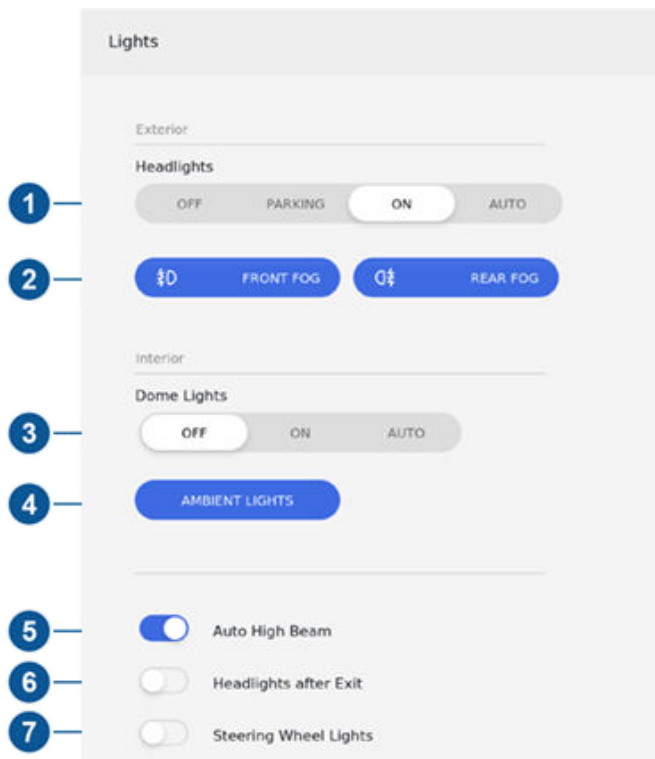 Lights
Exterior
Headlights
1 OFF PARKING ON AUTO
2 FRONT FOG REAR FOG
Interior
Dome Lights
3 OFF ON AUTO
4 AMBIENT LIGHTS
5 Auto High Beam
6 Headlights after Exit
7 Steering Wheel Lights